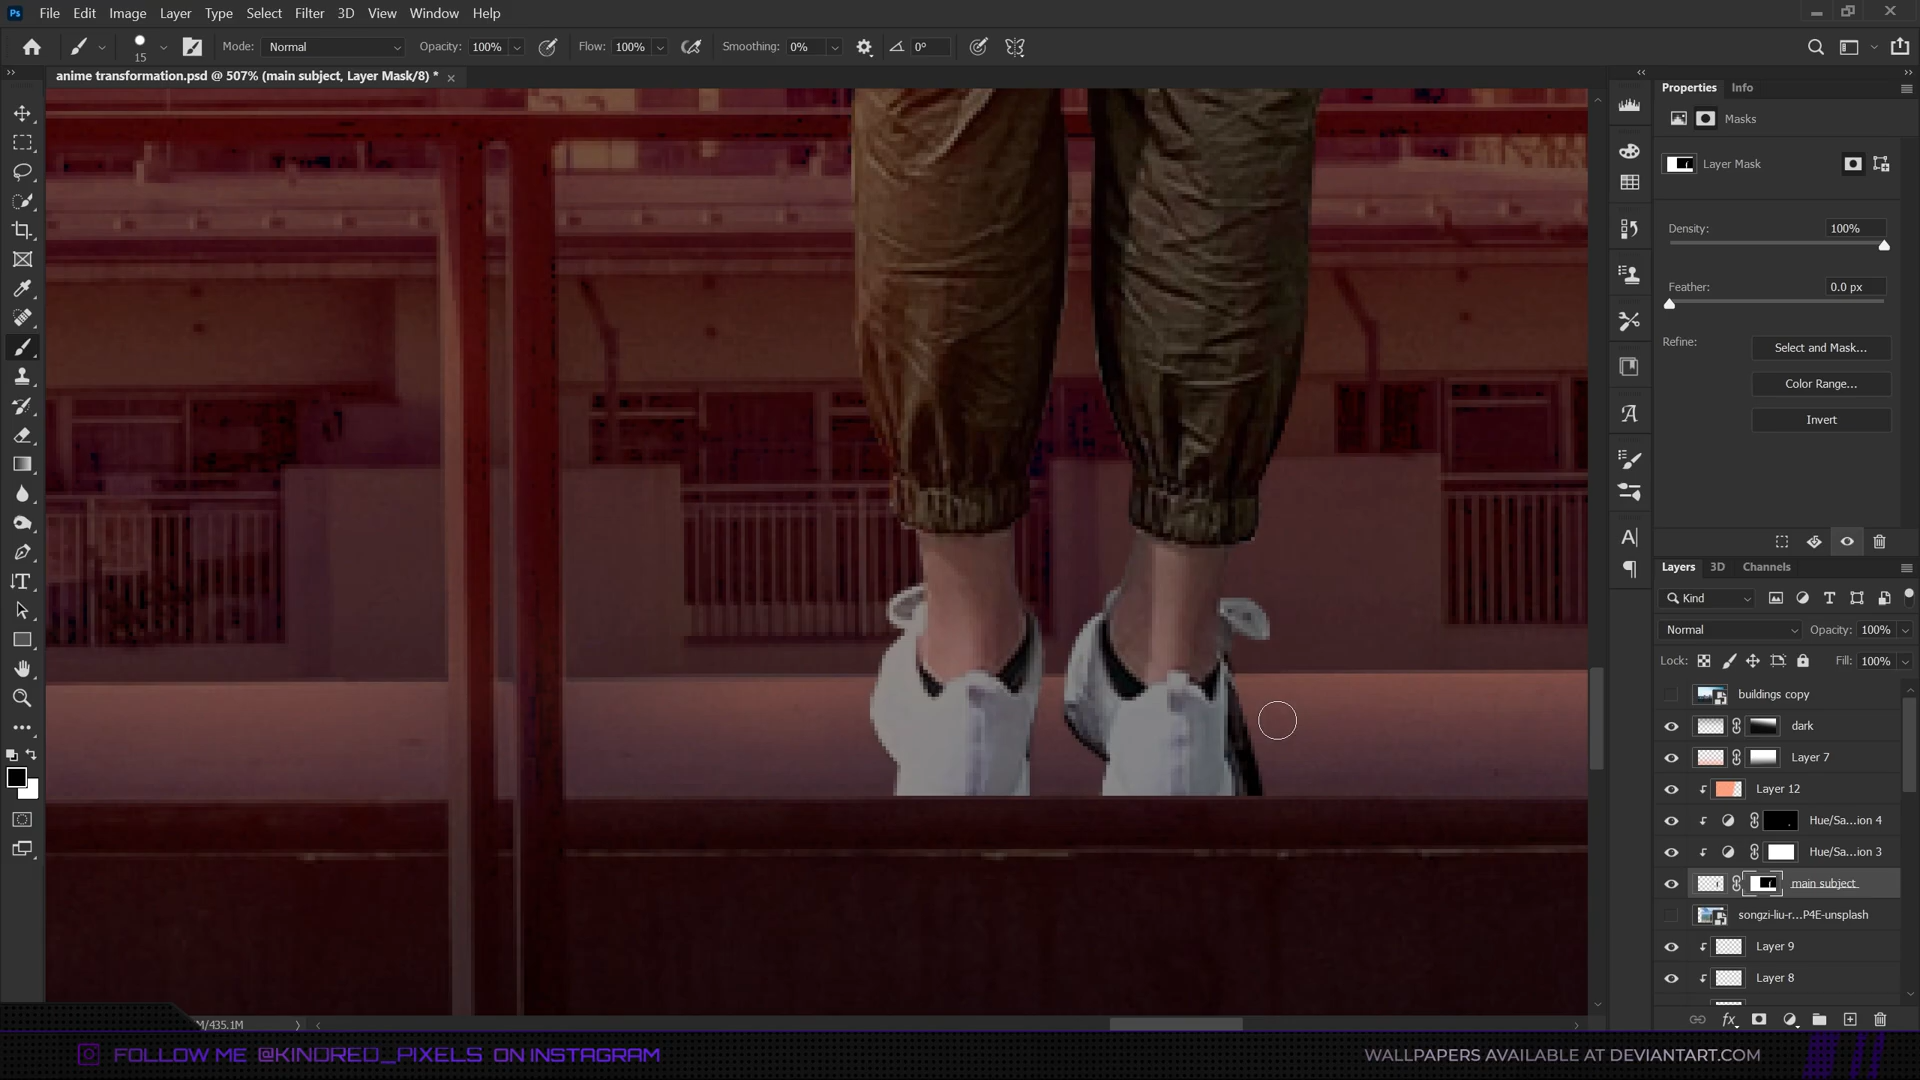 Ps File Edit Image Layer Type Select Filter 3D View Window Help
15 Mode: Normal Opacity: 100% Flow: 100% Smoothing: 0% 0°
anime transformation.psd @ 507% (main subject, Layer Mask/8) *
Properties Info
Masks
Layer Mask
Density: 100%
Feather: 0.0 px
Refine: Select and Mask...
Color Range...
Invert
Layers 3D Channels
Kind
Normal Opacity: 100%
Lock: Fill: 100%
buildings copy
dark
Layer 7
Layer 12
Hue/Sa...ion 4
Hue/Sa...ion 3
main subject
songzi-liu-r...P4E-unsplash
Layer 9
Layer 8
M/435.1M
FOLLOW ME @KINDRED_PIXELS ON INSTAGRAM
WALLPAPERS AVAILABLE AT DEVIANTART.COM